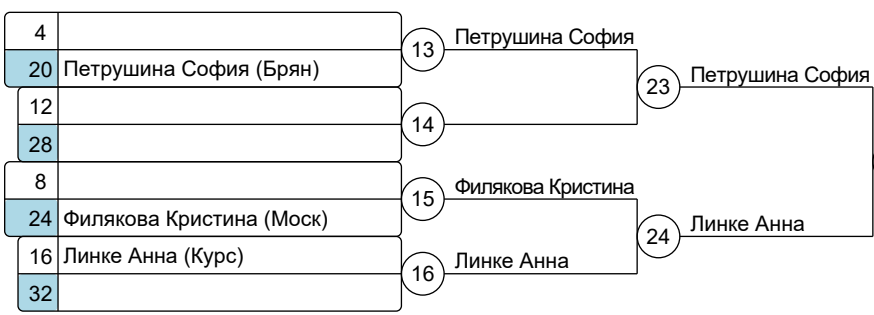 4
13 Петрушина София
20 Петрушина София (Брян)
23 Петрушина София
12
14
28
8
15 Филякова Кристина
24 Филякова Кристина (Моск)
24 Линке Анна
16 Линке Анна (Курс)
16 Линке Анна
32